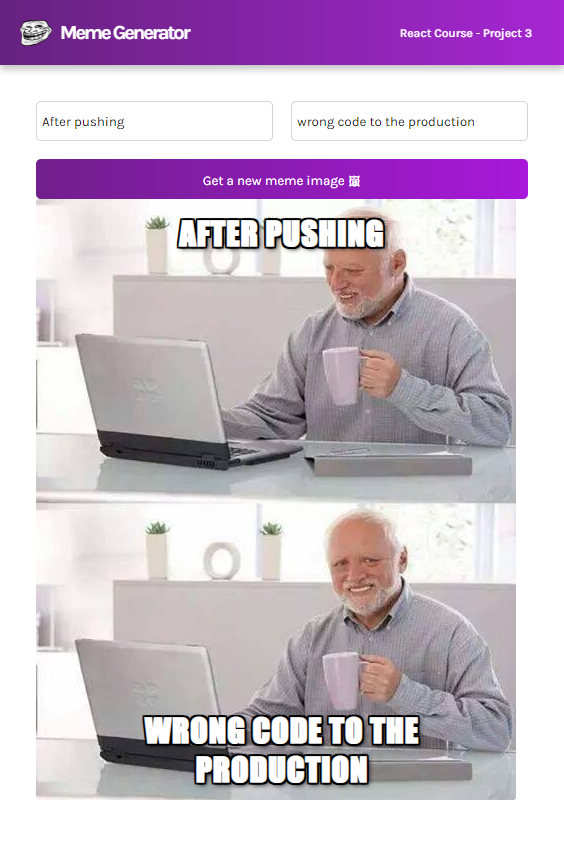 Meme Generator
React Course - Project 3
After pushing
wrong code to the production
Get a new meme image 🖼
AFTER PUSHING
WRONG CODE TO THE
PRODUCTION